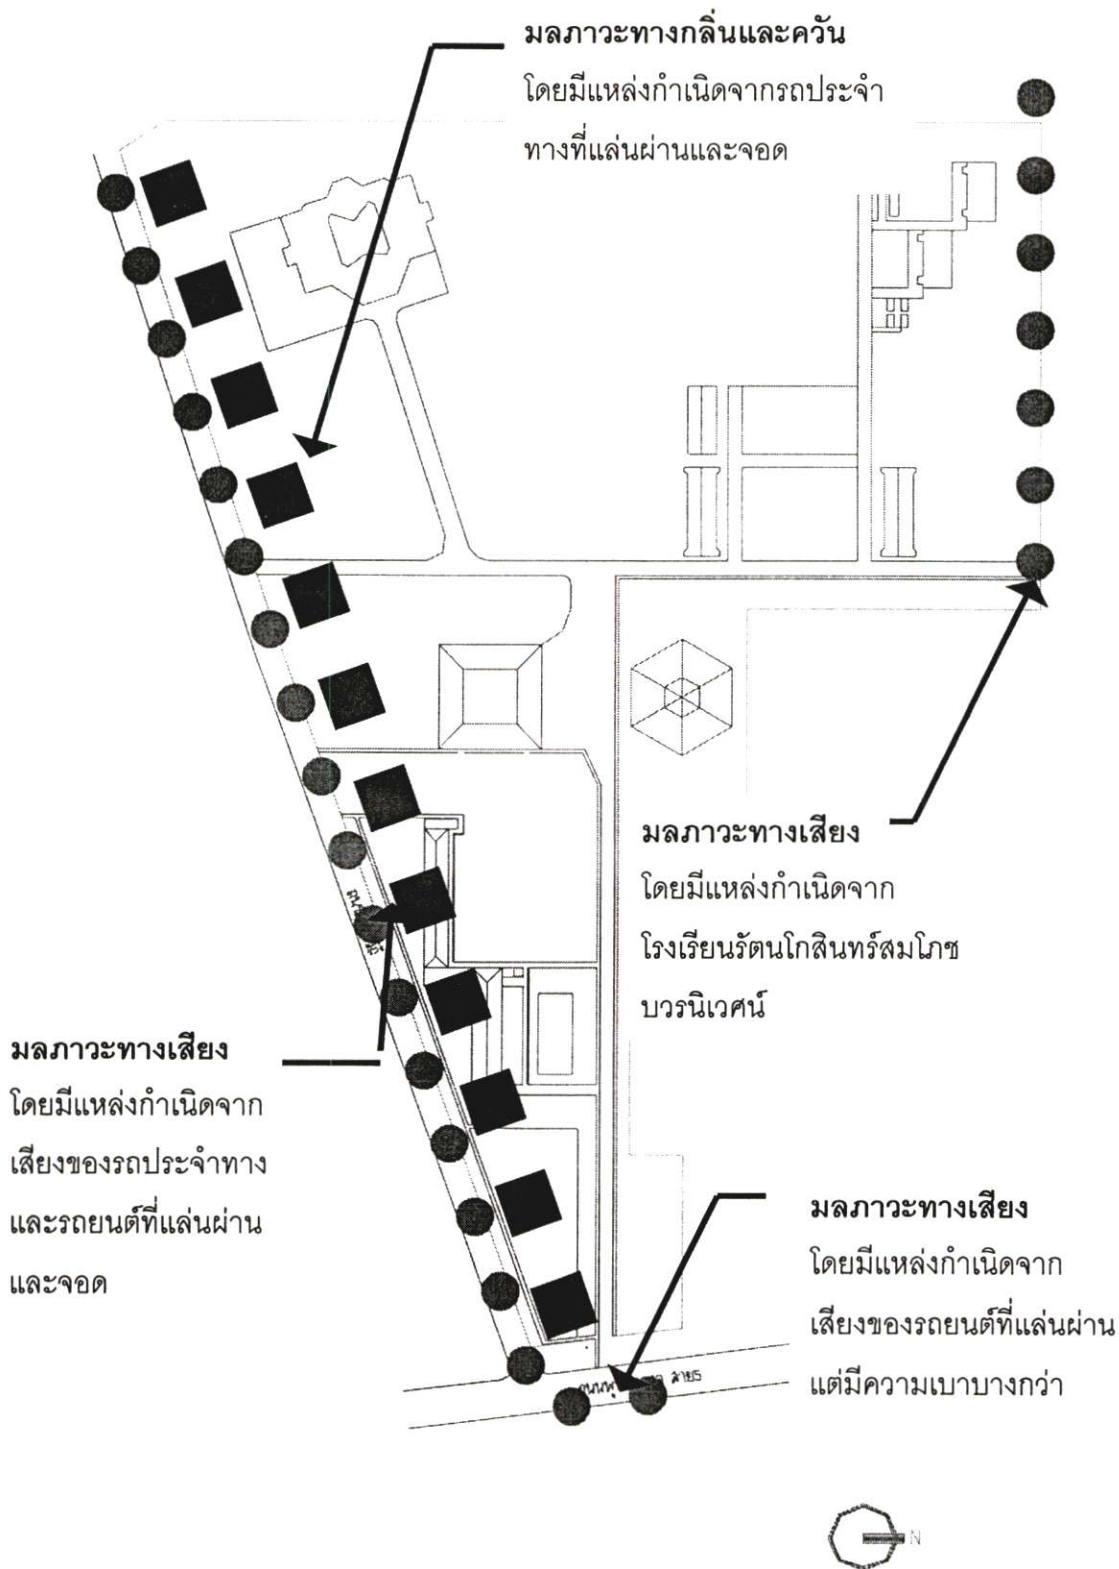 มลภาวะทางกลิ่นและควัน
โดยมีแหล่งกำเนิดจากรถประจำ
ทางที่แล่นผ่านและจอด
มลภาวะทางเสียง
โดยมีแหล่งกำเนิดจาก
โรงเรียนรัตนโกสินทร์สมโภช
บวรนิเวศน์
มลภาวะทางเสียง
โดยมีแหล่งกำเนิดจาก
เสียงของรถประจำทาง
และรถยนต์ที่แล่นผ่าน
และจอด
มลภาวะทางเสียง
โดยมีแหล่งกำเนิดจาก
เสียงของรถยนต์ที่แล่นผ่าน
แต่มีความเบาบางกว่า
สาย5
N